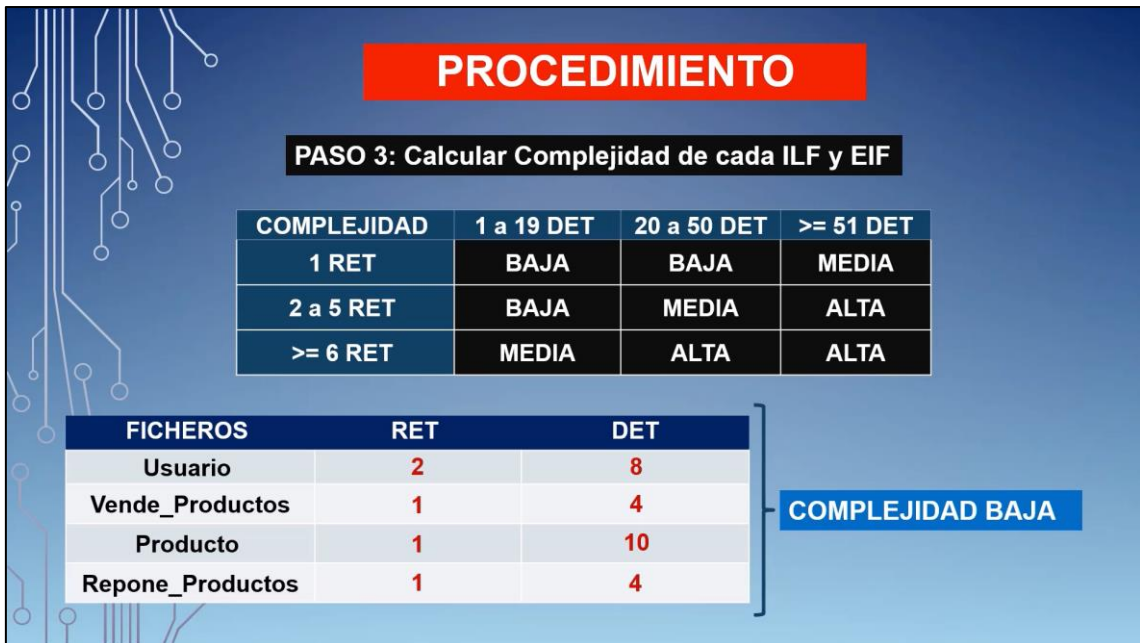 PROCEDIMIENTO
PASO 3: Calcular Complejidad de cada ILF y EIF
COMPLEJIDAD 1 a 19 DET 20 a 50 DET >= 51 DET
1 RET BAJA BAJA MEDIA
2 a 5 RET BAJA MEDIA ALTA
>= 6 RET MEDIA ALTA ALTA
FICHEROS RET DET
Usuario 2 8
Vende_Productos 1 4
Producto 1 10
Repone_Productos 1 4
COMPLEJIDAD BAJA